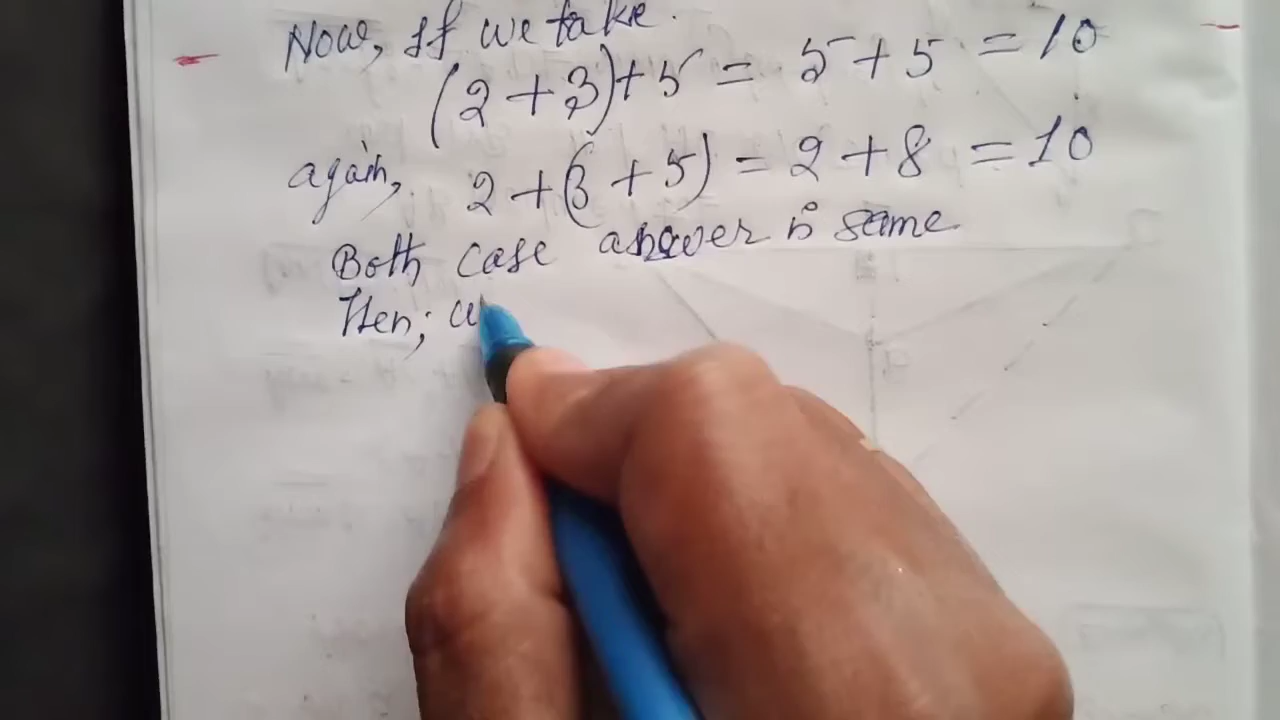 Now, If we take.
(2 + 3) + 5 = 5 + 5 = 10
again, 2 + (3 + 5) = 2 + 8 = 10
Both case answer is same
Then;